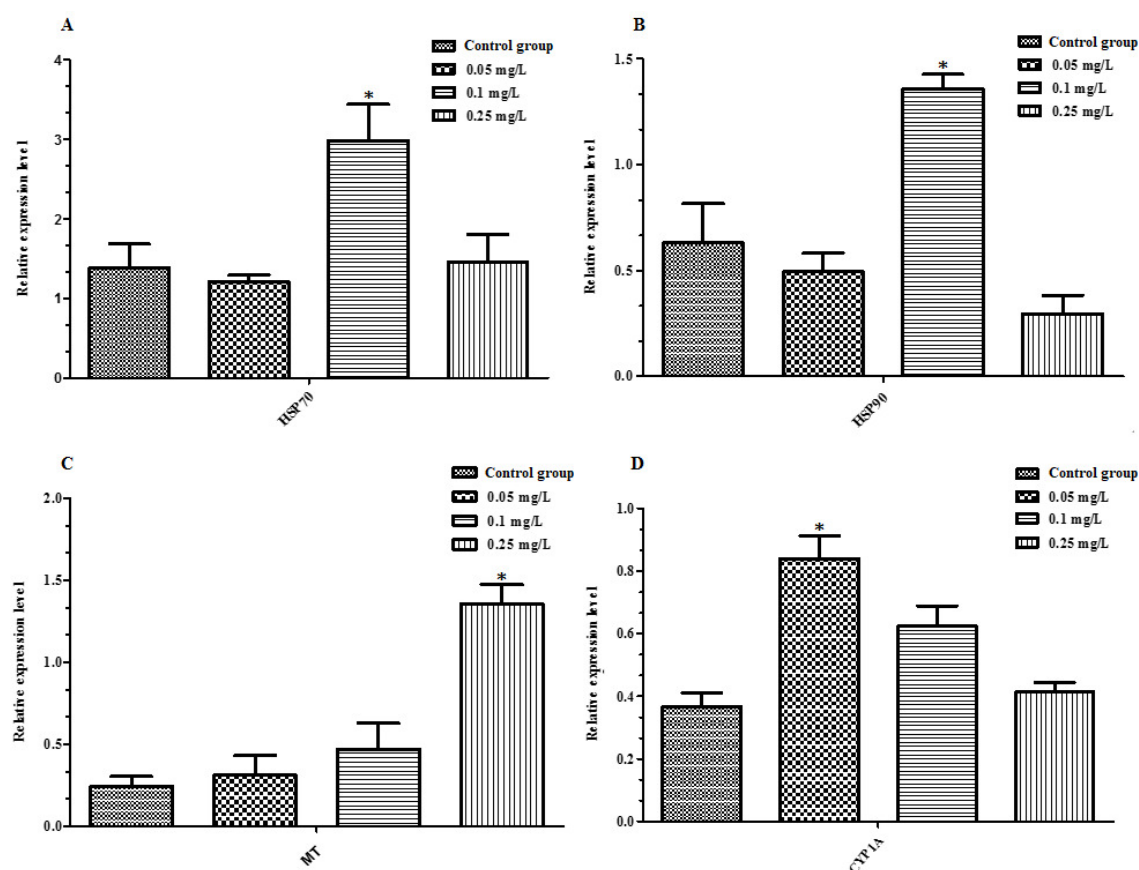 A
Control group
0.05 mg/L
0.1 mg/L
0.25 mg/L
Relative expression level
4
3
2
1
0
*
HSP70
B
Control group
0.05 mg/L
0.1 mg/L
0.25 mg/L
Relative expression level
1.5
1.0
0.5
0.0
*
HSP90
C
Control group
0.05 mg/L
0.1 mg/L
0.25 mg/L
Relative expression level
2.0
1.5
1.0
0.5
0.0
*
MT
D
Control group
0.05 mg/L
0.1 mg/L
0.25 mg/L
Relative expression level
1.0
0.8
0.6
0.4
0.2
0.0
*
CYP1A